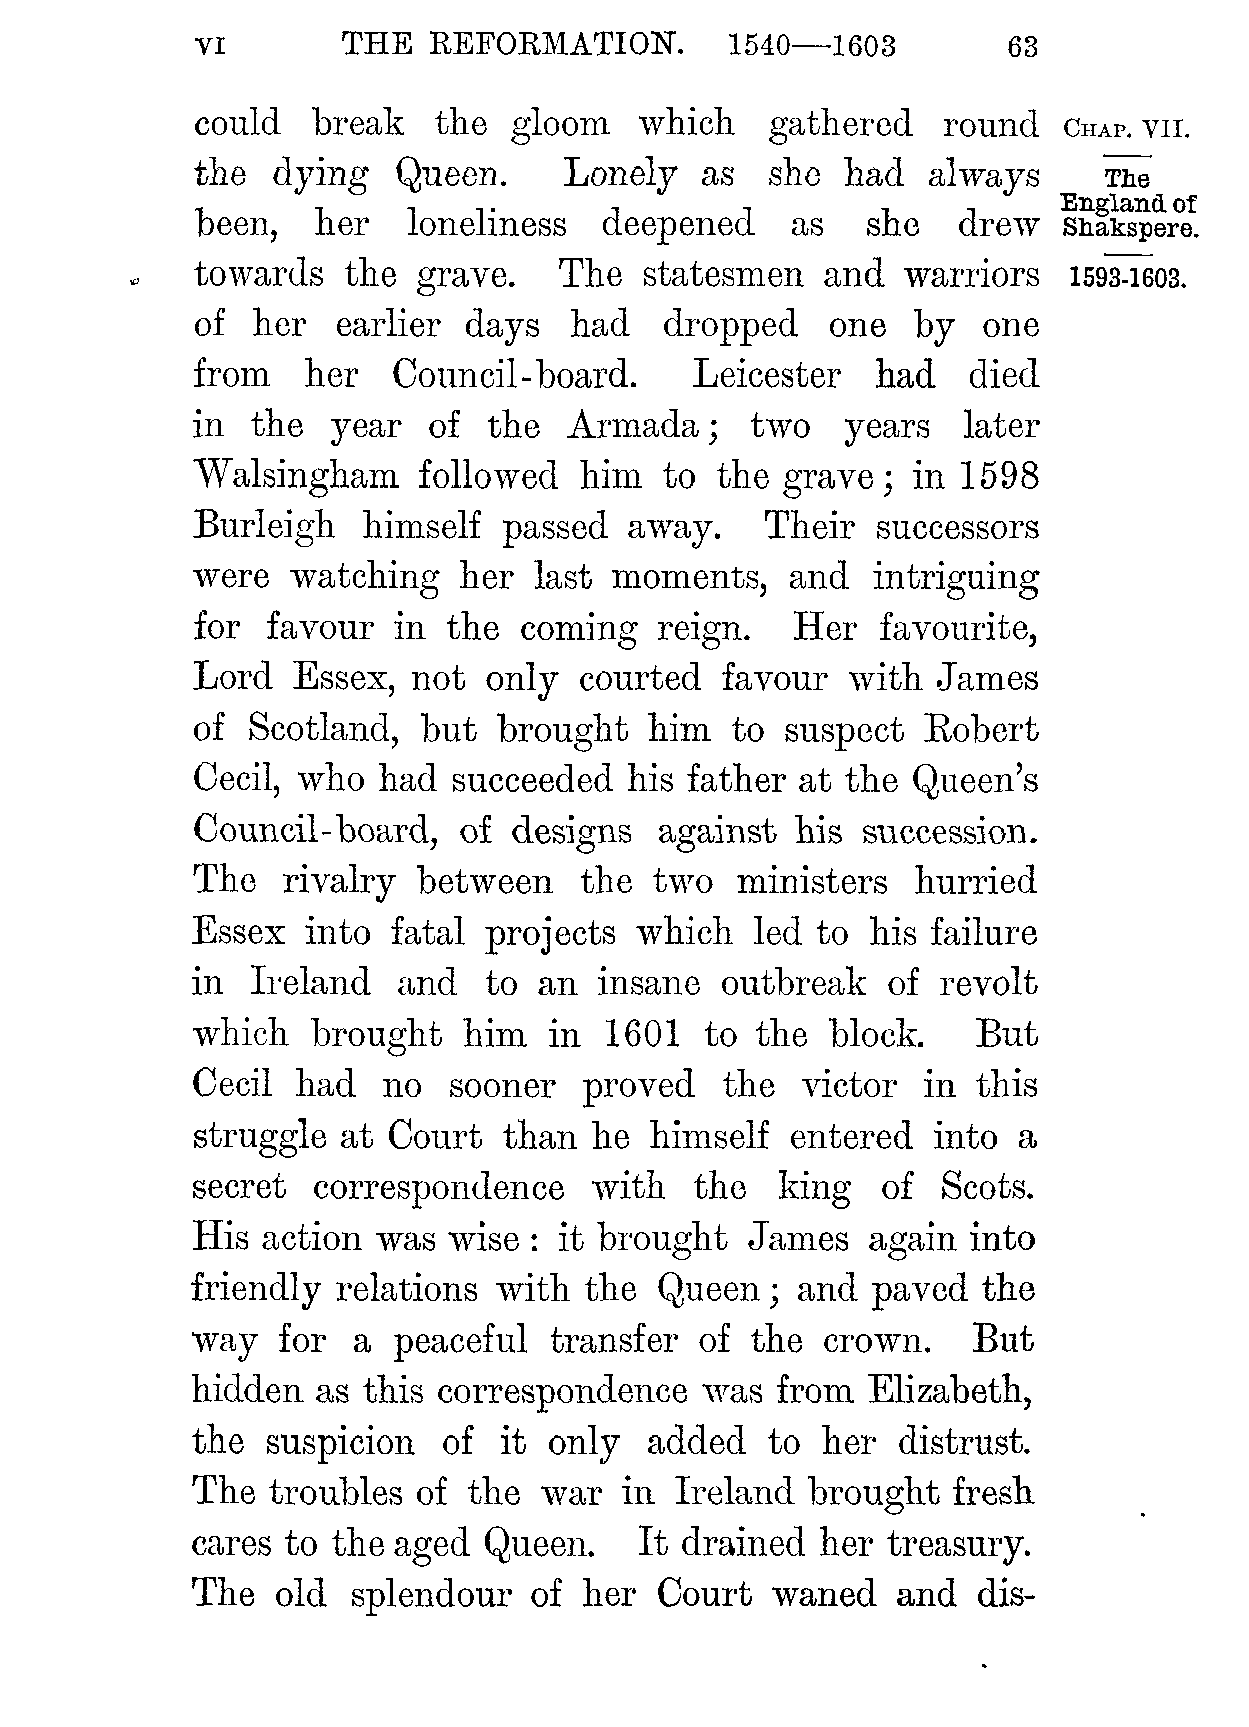 VI THE REFORMATION. 1540—1603 63
could break the gloom which gathered round
the dying Queen. Lonely as she had always
been, her loneliness deepened as she drew
towards the grave. The statesmen and warriors
of her earlier days had dropped one by one
from her Council-board. Leicester had died
in the year of the Armada; two years later
Walsingham followed him to the grave; in 1598
Burleigh himself passed away. Their successors
were watching her last moments, and intriguing
for favour in the coming reign. Her favourite,
Lord Essex, not only courted favour with James
of Scotland, but brought him to suspect Robert
Cecil, who had succeeded his father at the Queen's
Council-board, of designs against his succession.
The rivalry between the two ministers hurried
Essex into fatal projects which led to his failure
in Ireland and to an insane outbreak of revolt
which brought him in 1601 to the block. But
Cecil had no sooner proved the victor in this
struggle at Court than he himself entered into a
secret correspondence with the king of Scots.
His action was wise: it brought James again into
friendly relations with the Queen; and paved the
way for a peaceful transfer of the crown. But
hidden as this correspondence was from Elizabeth,
the suspicion of it only added to her distrust.
The troubles of the war in Ireland brought fresh
cares to the aged Queen. It drained her treasury.
The old splendour of her Court waned and dis-
CHAP. VII.
The
England of
Shakspere.
1593-1603.